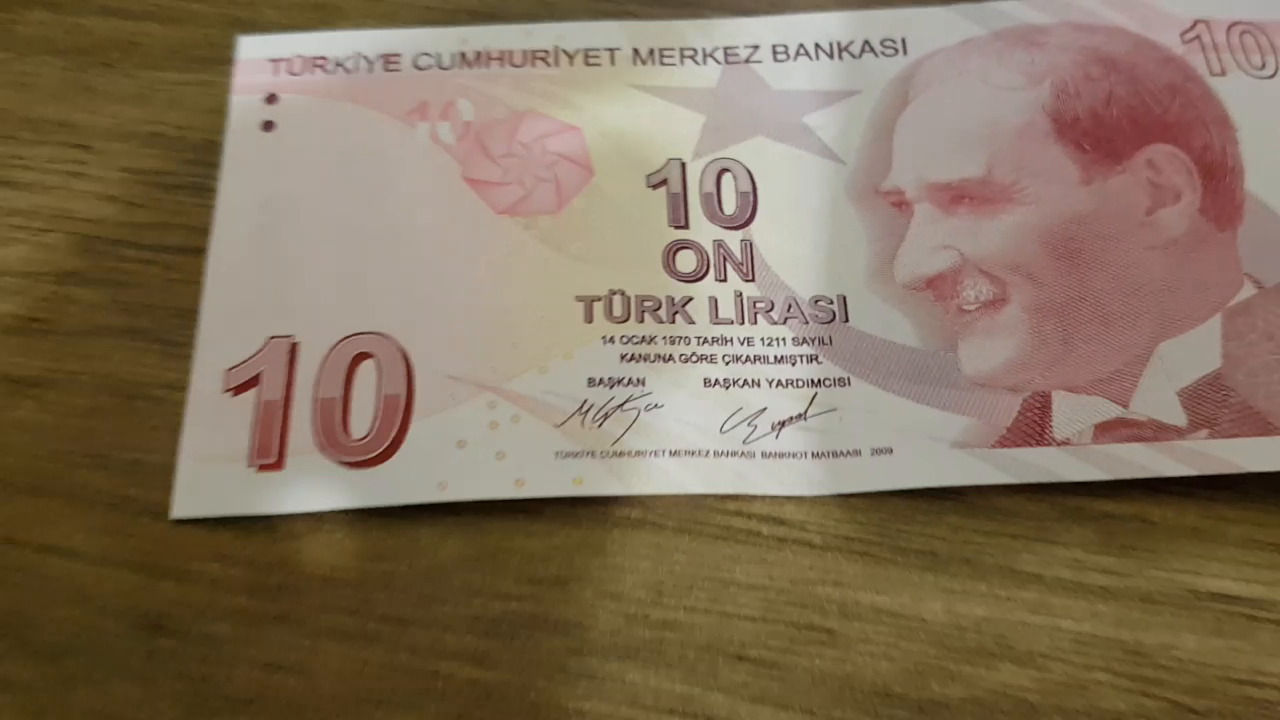 TÜRKİYE CUMHURİYET MERKEZ BANKASI
10
10
10
ON
TÜRK LİRASI
14 OCAK 1970 TARİH VE 1211 SAYILI
KANUNA GÖRE ÇIKARILMIŞTIR.
BAŞKAN BAŞKAN YARDIMCISI
10
TÜRKİYE CUMHURİYET MERKEZ BANKASI BANKNOT MATBAASI 2009